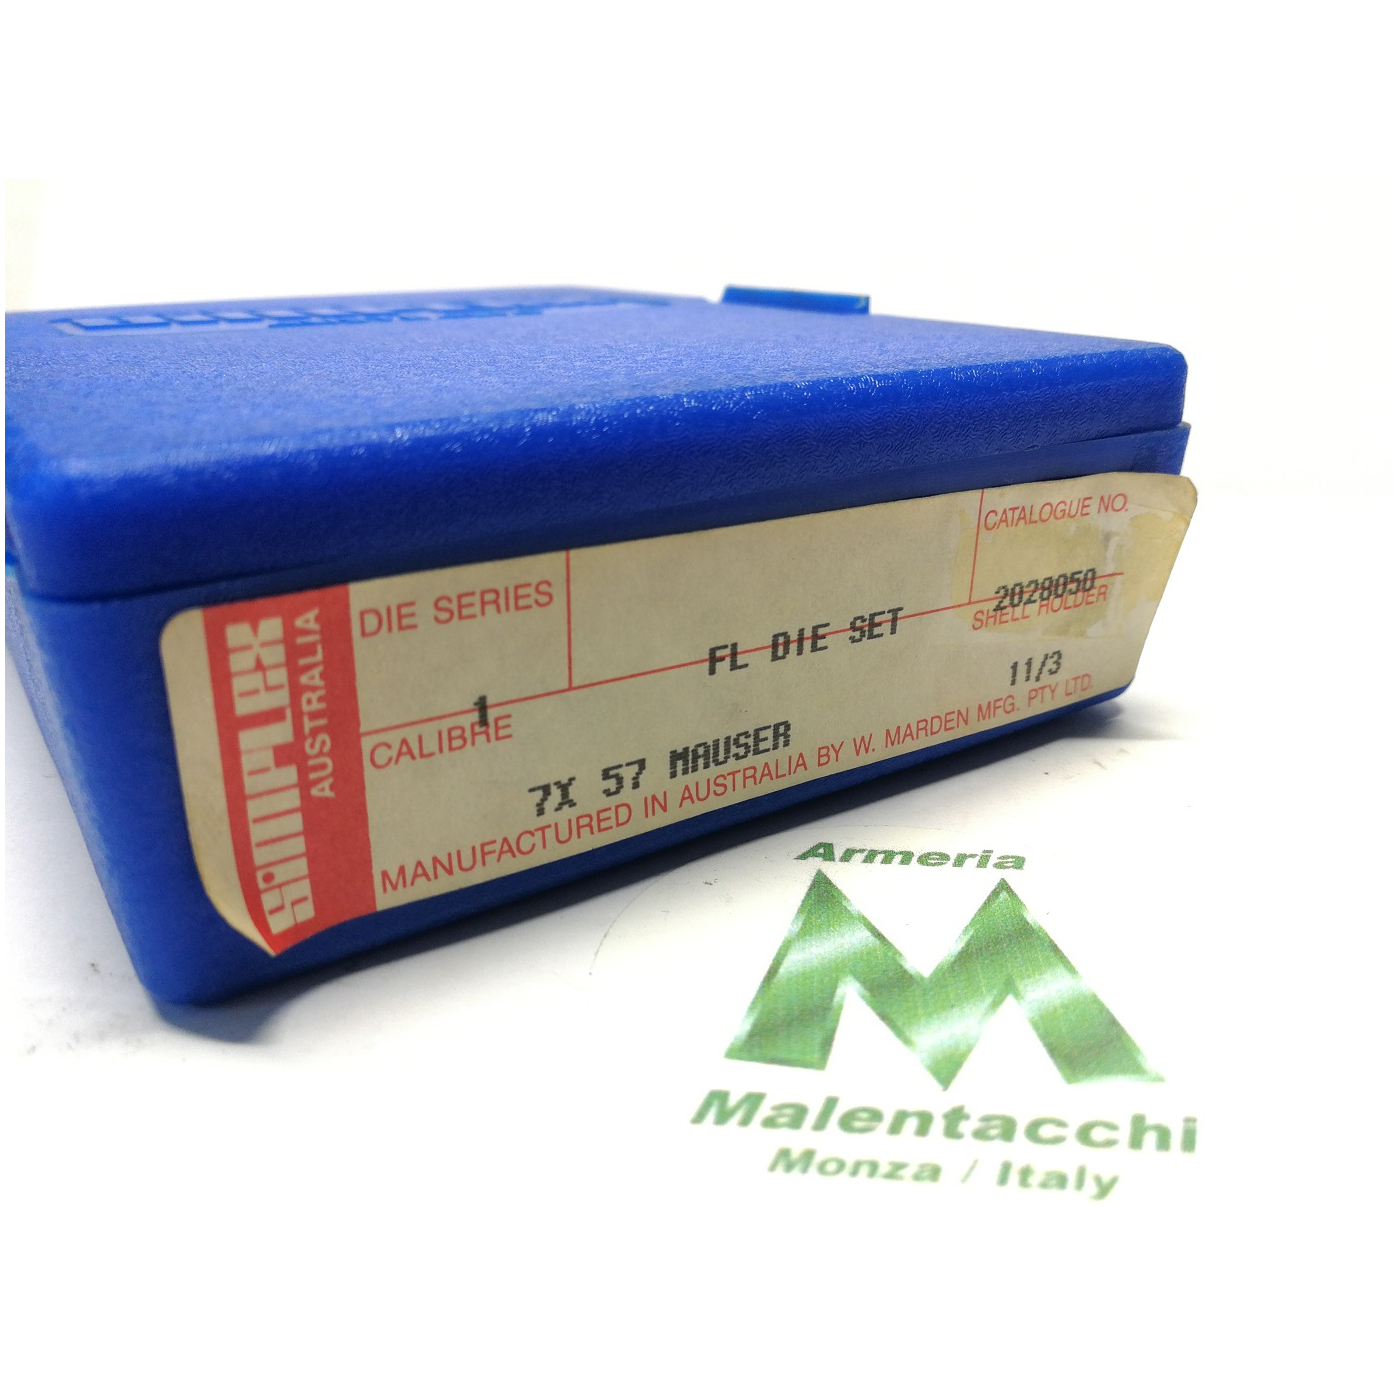 SIMPLEX
AUSTRALIA
DIE SERIES
1
FL DIE SET
CATALOGUE NO.
2028050
SHELL HOLDER
11/3
CALIBRE
7X 57 MAUSER
MANUFACTURED IN AUSTRALIA BY W. MARDEN MFG. PTY LTD.
Armeria
M
Malentacchi
Monza / Italy